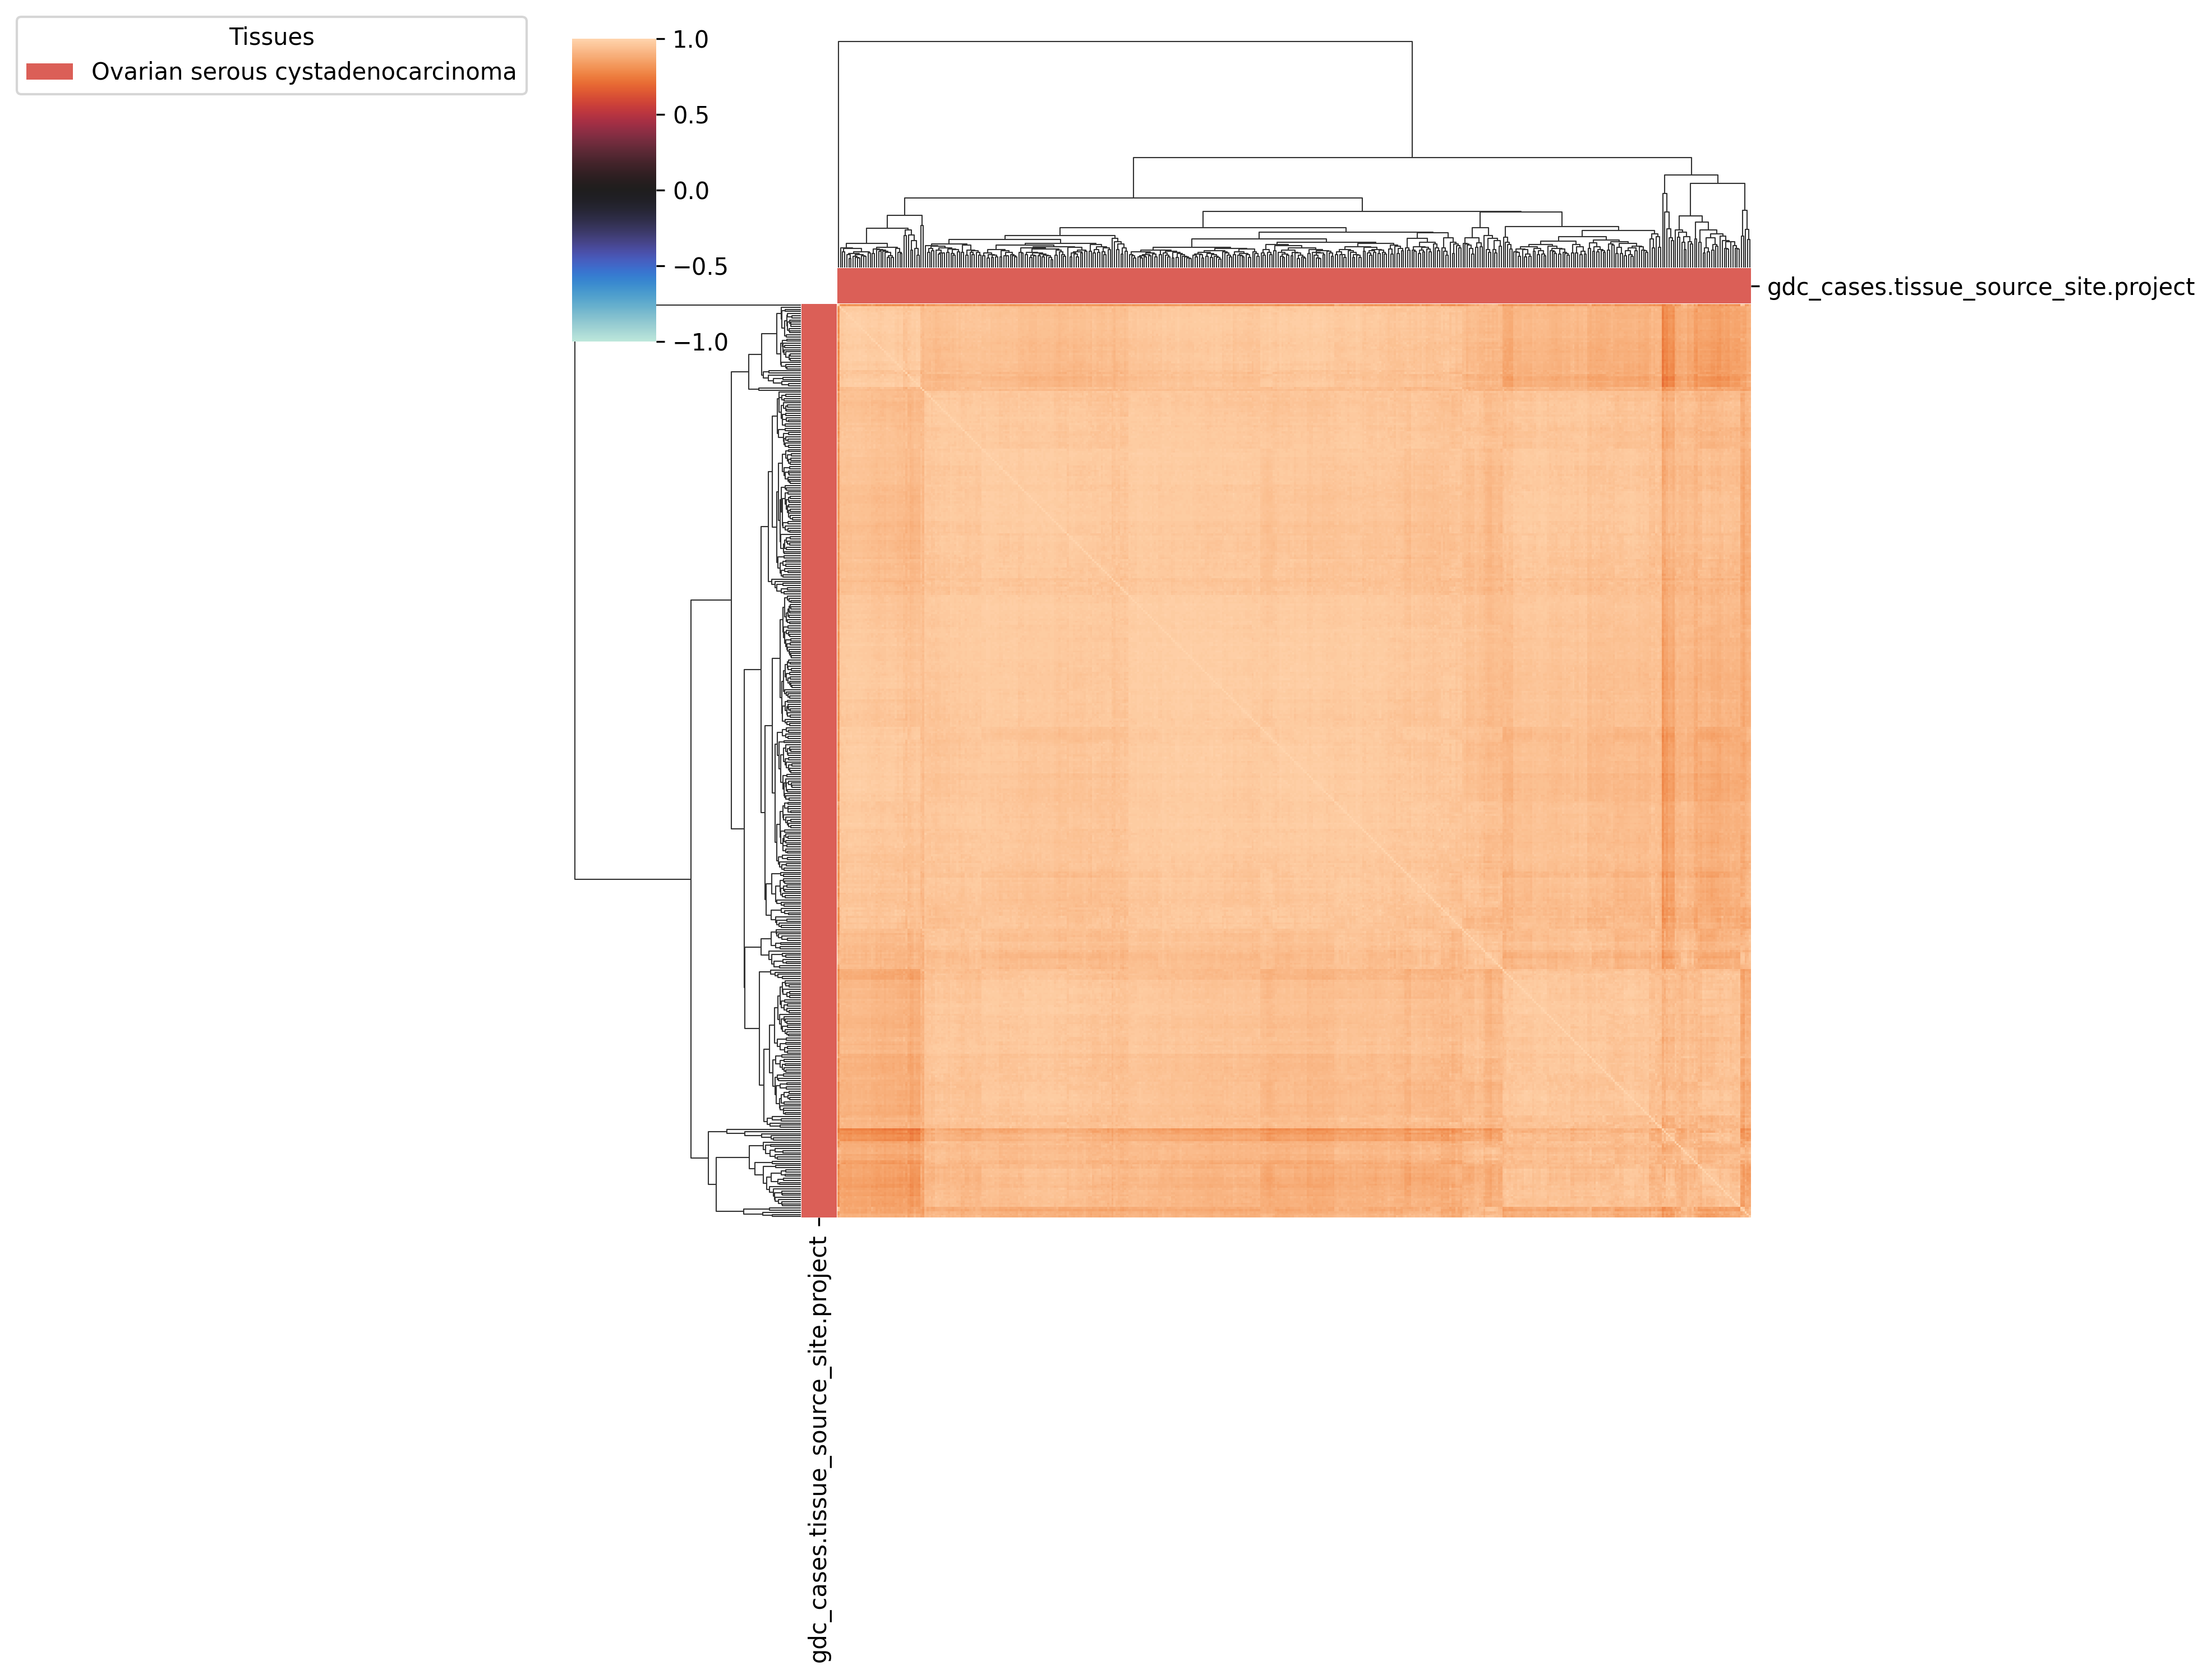 Tissues
Ovarian serous cystadenocarcinoma
1.0
0.5
0.0
−0.5
−1.0
gdc_cases.tissue_source_site.project
gdc_cases.tissue_source_site.project